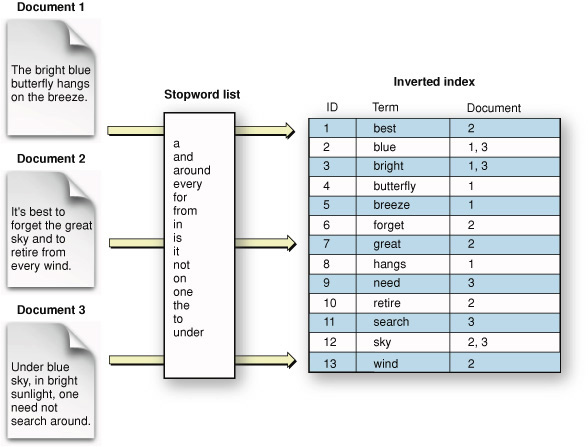 Document 1
The bright blue
butterfly hangs
on the breeze.
Document 2
It's best to
forget the great
sky and to
retire from
every wind.
Document 3
Under blue
sky, in bright
sunlight, one
need not
search around.
Stopword list
a
and
around
every
for
from
in
is
it
not
on
one
the
to
under
Inverted index
ID Term Document
1 best 2
2 blue 1, 3
3 bright 1, 3
4 butterfly 1
5 breeze 1
6 forget 2
7 great 2
8 hangs 1
9 need 3
10 retire 2
11 search 3
12 sky 2, 3
13 wind 2